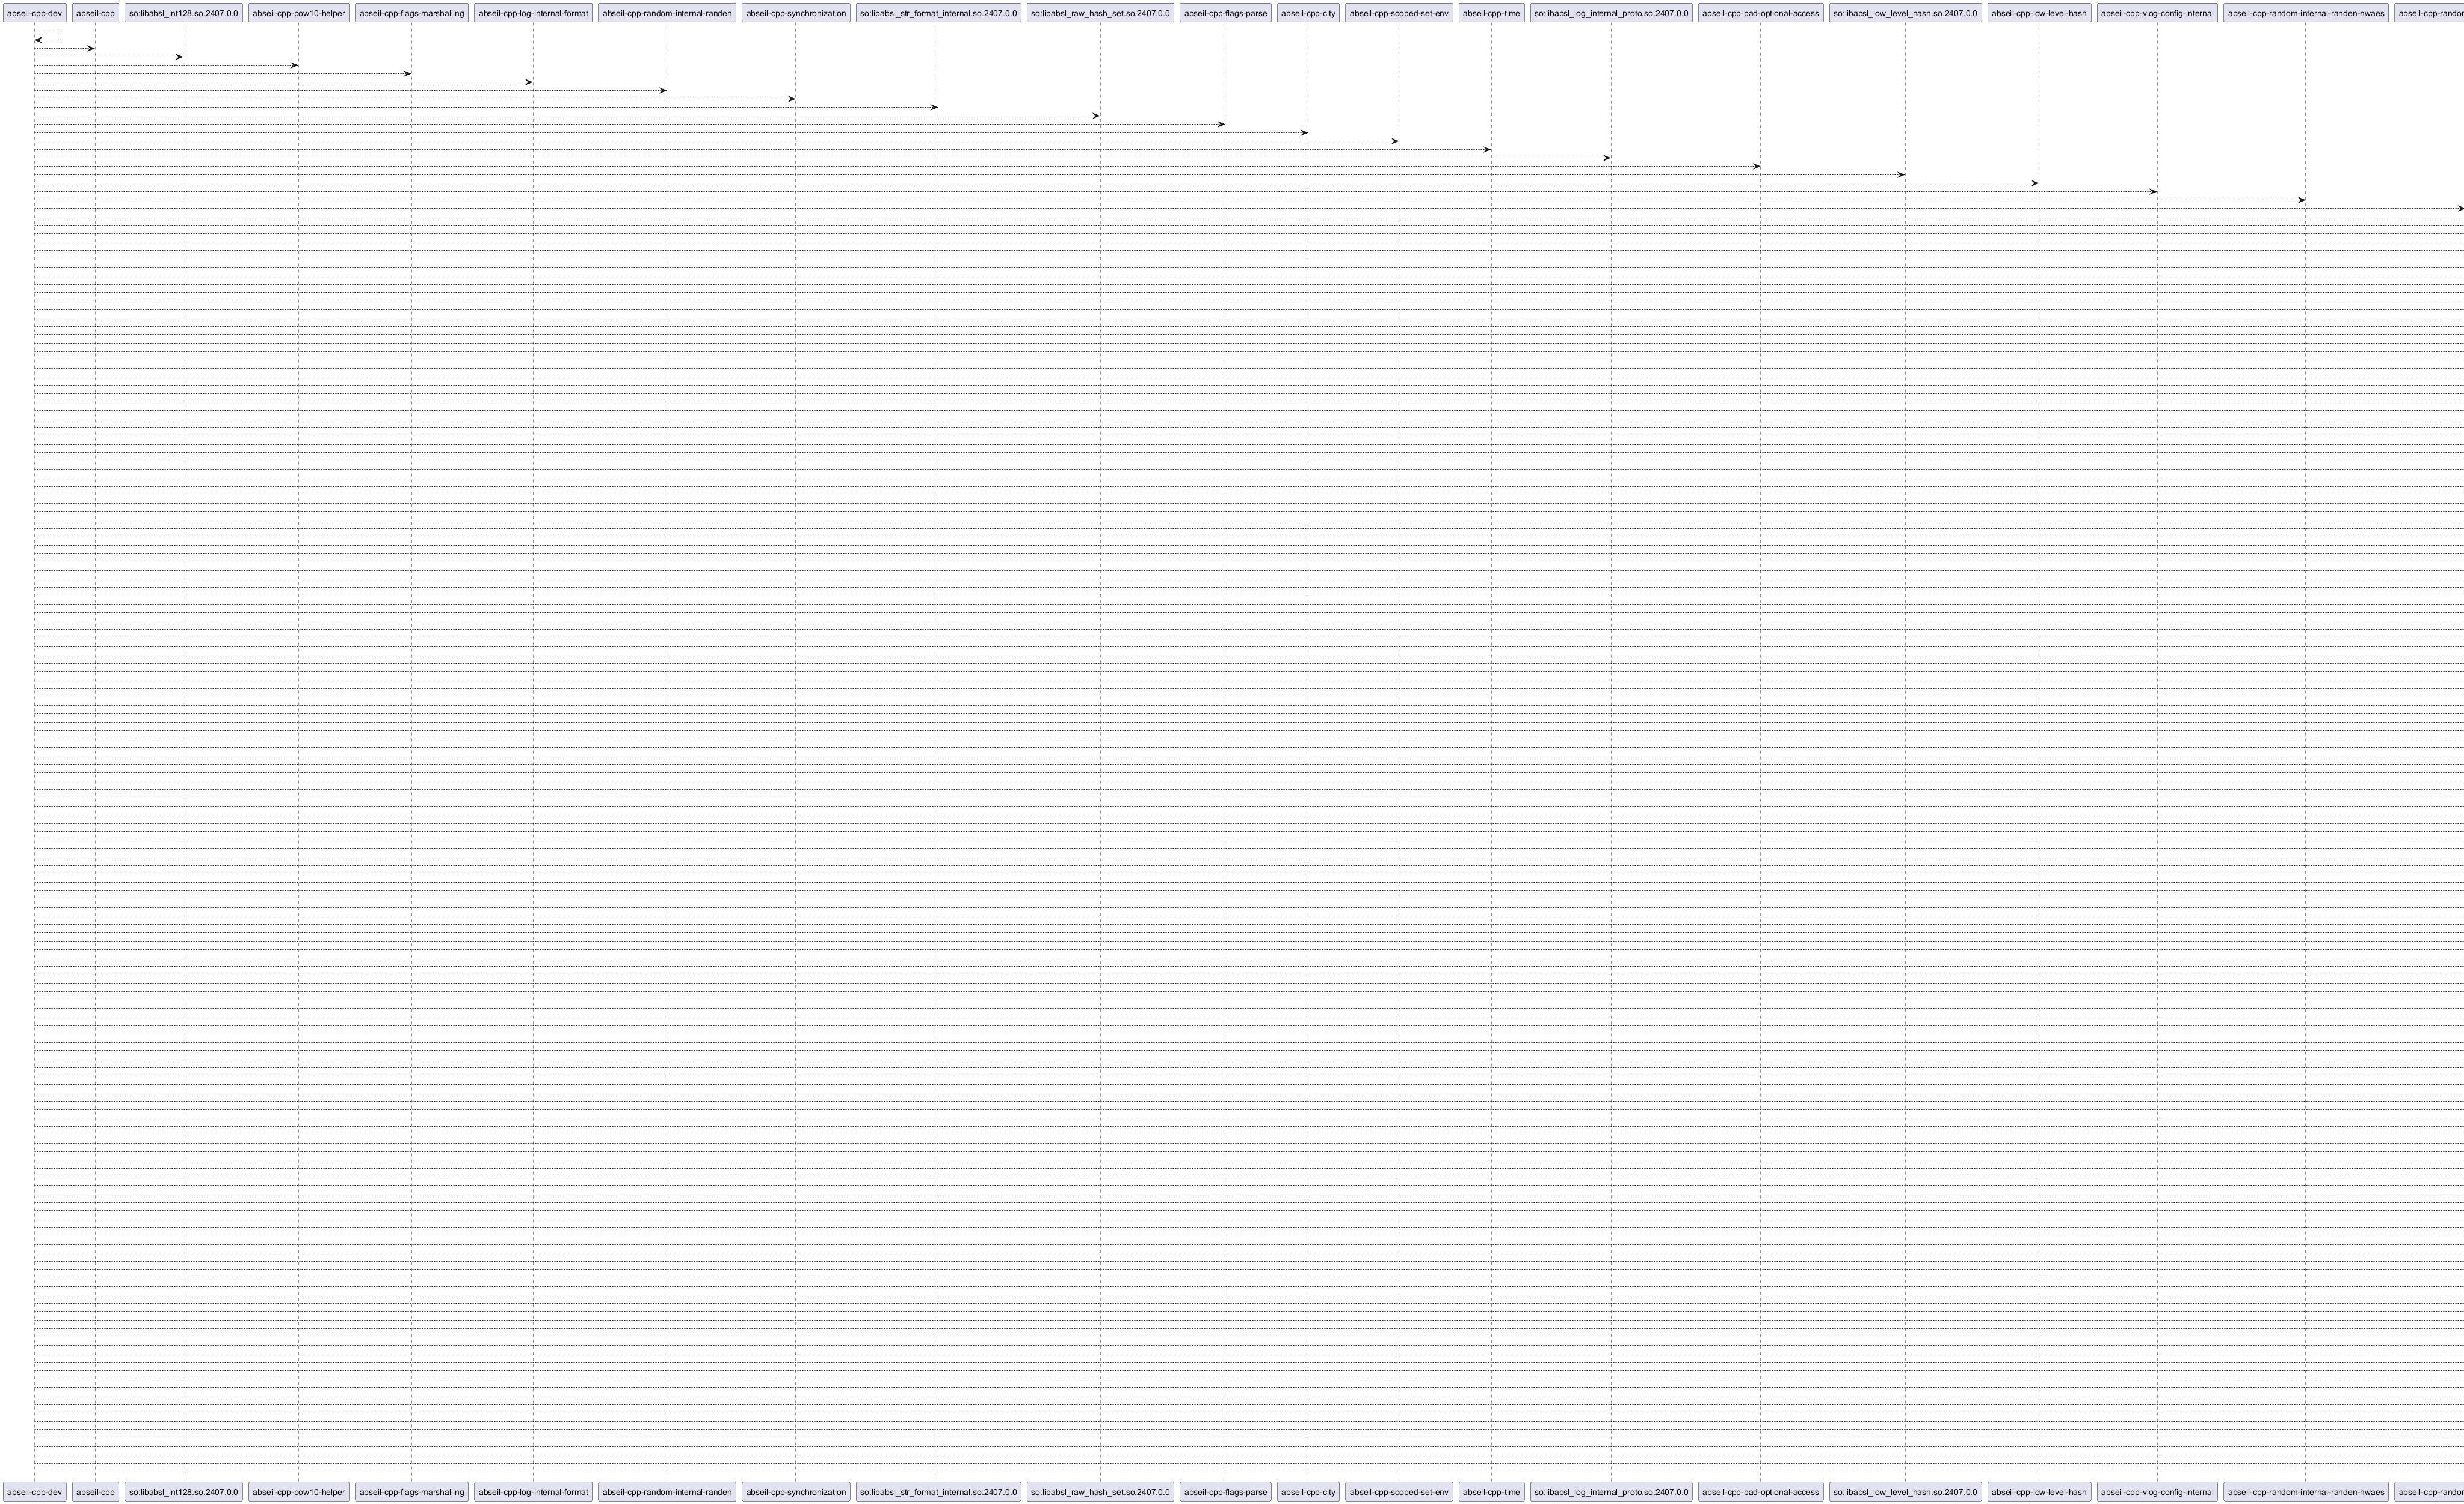 abseil-cpp-dev abseil-cpp so:libabsl_int128.so.2407.0.0 abseil-cpp-pow10-helper abseil-cpp-flags-marshalling abseil-cpp-log-internal-format abseil-cpp-random-internal-randen abseil-cpp-synchronization so:libabsl_str_format_internal.so.2407.0.0 so:libabsl_raw_hash_set.so.2407.0.0 abseil-cpp-flags-parse abseil-cpp-city abseil-cpp-scoped-set-env abseil-cpp-time so:libabsl_log_internal_proto.so.2407.0.0 abseil-cpp-bad-optional-access so:libabsl_low_level_hash.so.2407.0.0 abseil-cpp-low-level-hash abseil-cpp-vlog-config-internal abseil-cpp-random-internal-randen-hwaes
abseil-cpp-dev abseil-cpp so:libabsl_int128.so.2407.0.0 abseil-cpp-pow10-helper abseil-cpp-flags-marshalling abseil-cpp-log-internal-format abseil-cpp-random-internal-randen abseil-cpp-synchronization so:libabsl_str_format_internal.so.2407.0.0 so:libabsl_raw_hash_set.so.2407.0.0 abseil-cpp-flags-parse abseil-cpp-city abseil-cpp-scoped-set-env abseil-cpp-time so:libabsl_log_internal_proto.so.2407.0.0 abseil-cpp-bad-optional-access so:libabsl_low_level_hash.so.2407.0.0 abseil-cpp-low-level-hash abseil-cpp-vlog-config-internal abseil-cpp-random-internal-randen-hwaes